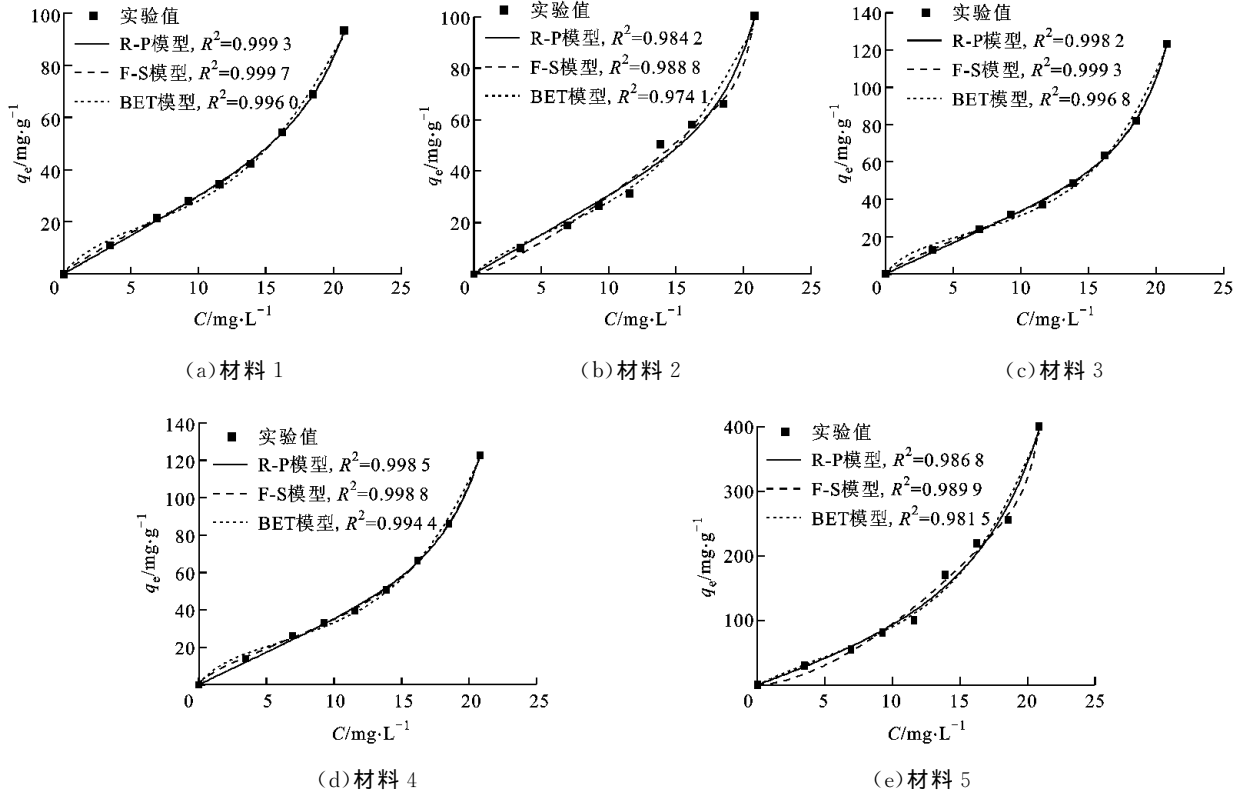 100
80
60
40
20
qe/mg·g⁻¹
■ 实验值
R-P模型, R²=0.999 3
F-S模型, R²=0.999 7
BET模型, R²=0.996 0
0 5 10 15 20 25
C/mg·L⁻¹
(a)材料 1
100
80
60
40
20
0
qe/mg·g⁻¹
■ 实验值
R-P模型, R²=0.984 2
F-S模型, R²=0.988 8
BET模型, R²=0.974 1
0 5 10 15 20 25
C/mg·L⁻¹
(b)材料 2
140
120
100
80
60
40
20
0
qe/mg·g⁻¹
■ 实验值
R-P模型, R²=0.998 2
F-S模型, R²=0.999 3
BET模型, R²=0.996 8
0 5 10 15 20 25
C/mg·L⁻¹
(c)材料 3
140
120
100
80
60
40
20
0
qe/mg·g⁻¹
■ 实验值
R-P模型, R²=0.998 5
F-S模型, R²=0.998 8
BET模型, R²=0.994 4
0 5 10 15 20 25
C/mg·L⁻¹
(d)材料 4
400
300
200
100
qe/mg·g⁻¹
■ 实验值
R-P模型, R²=0.986 8
F-S模型, R²=0.989 9
BET模型, R²=0.981 5
0 5 10 15 20 25
C/mg·L⁻¹
(e)材料 5